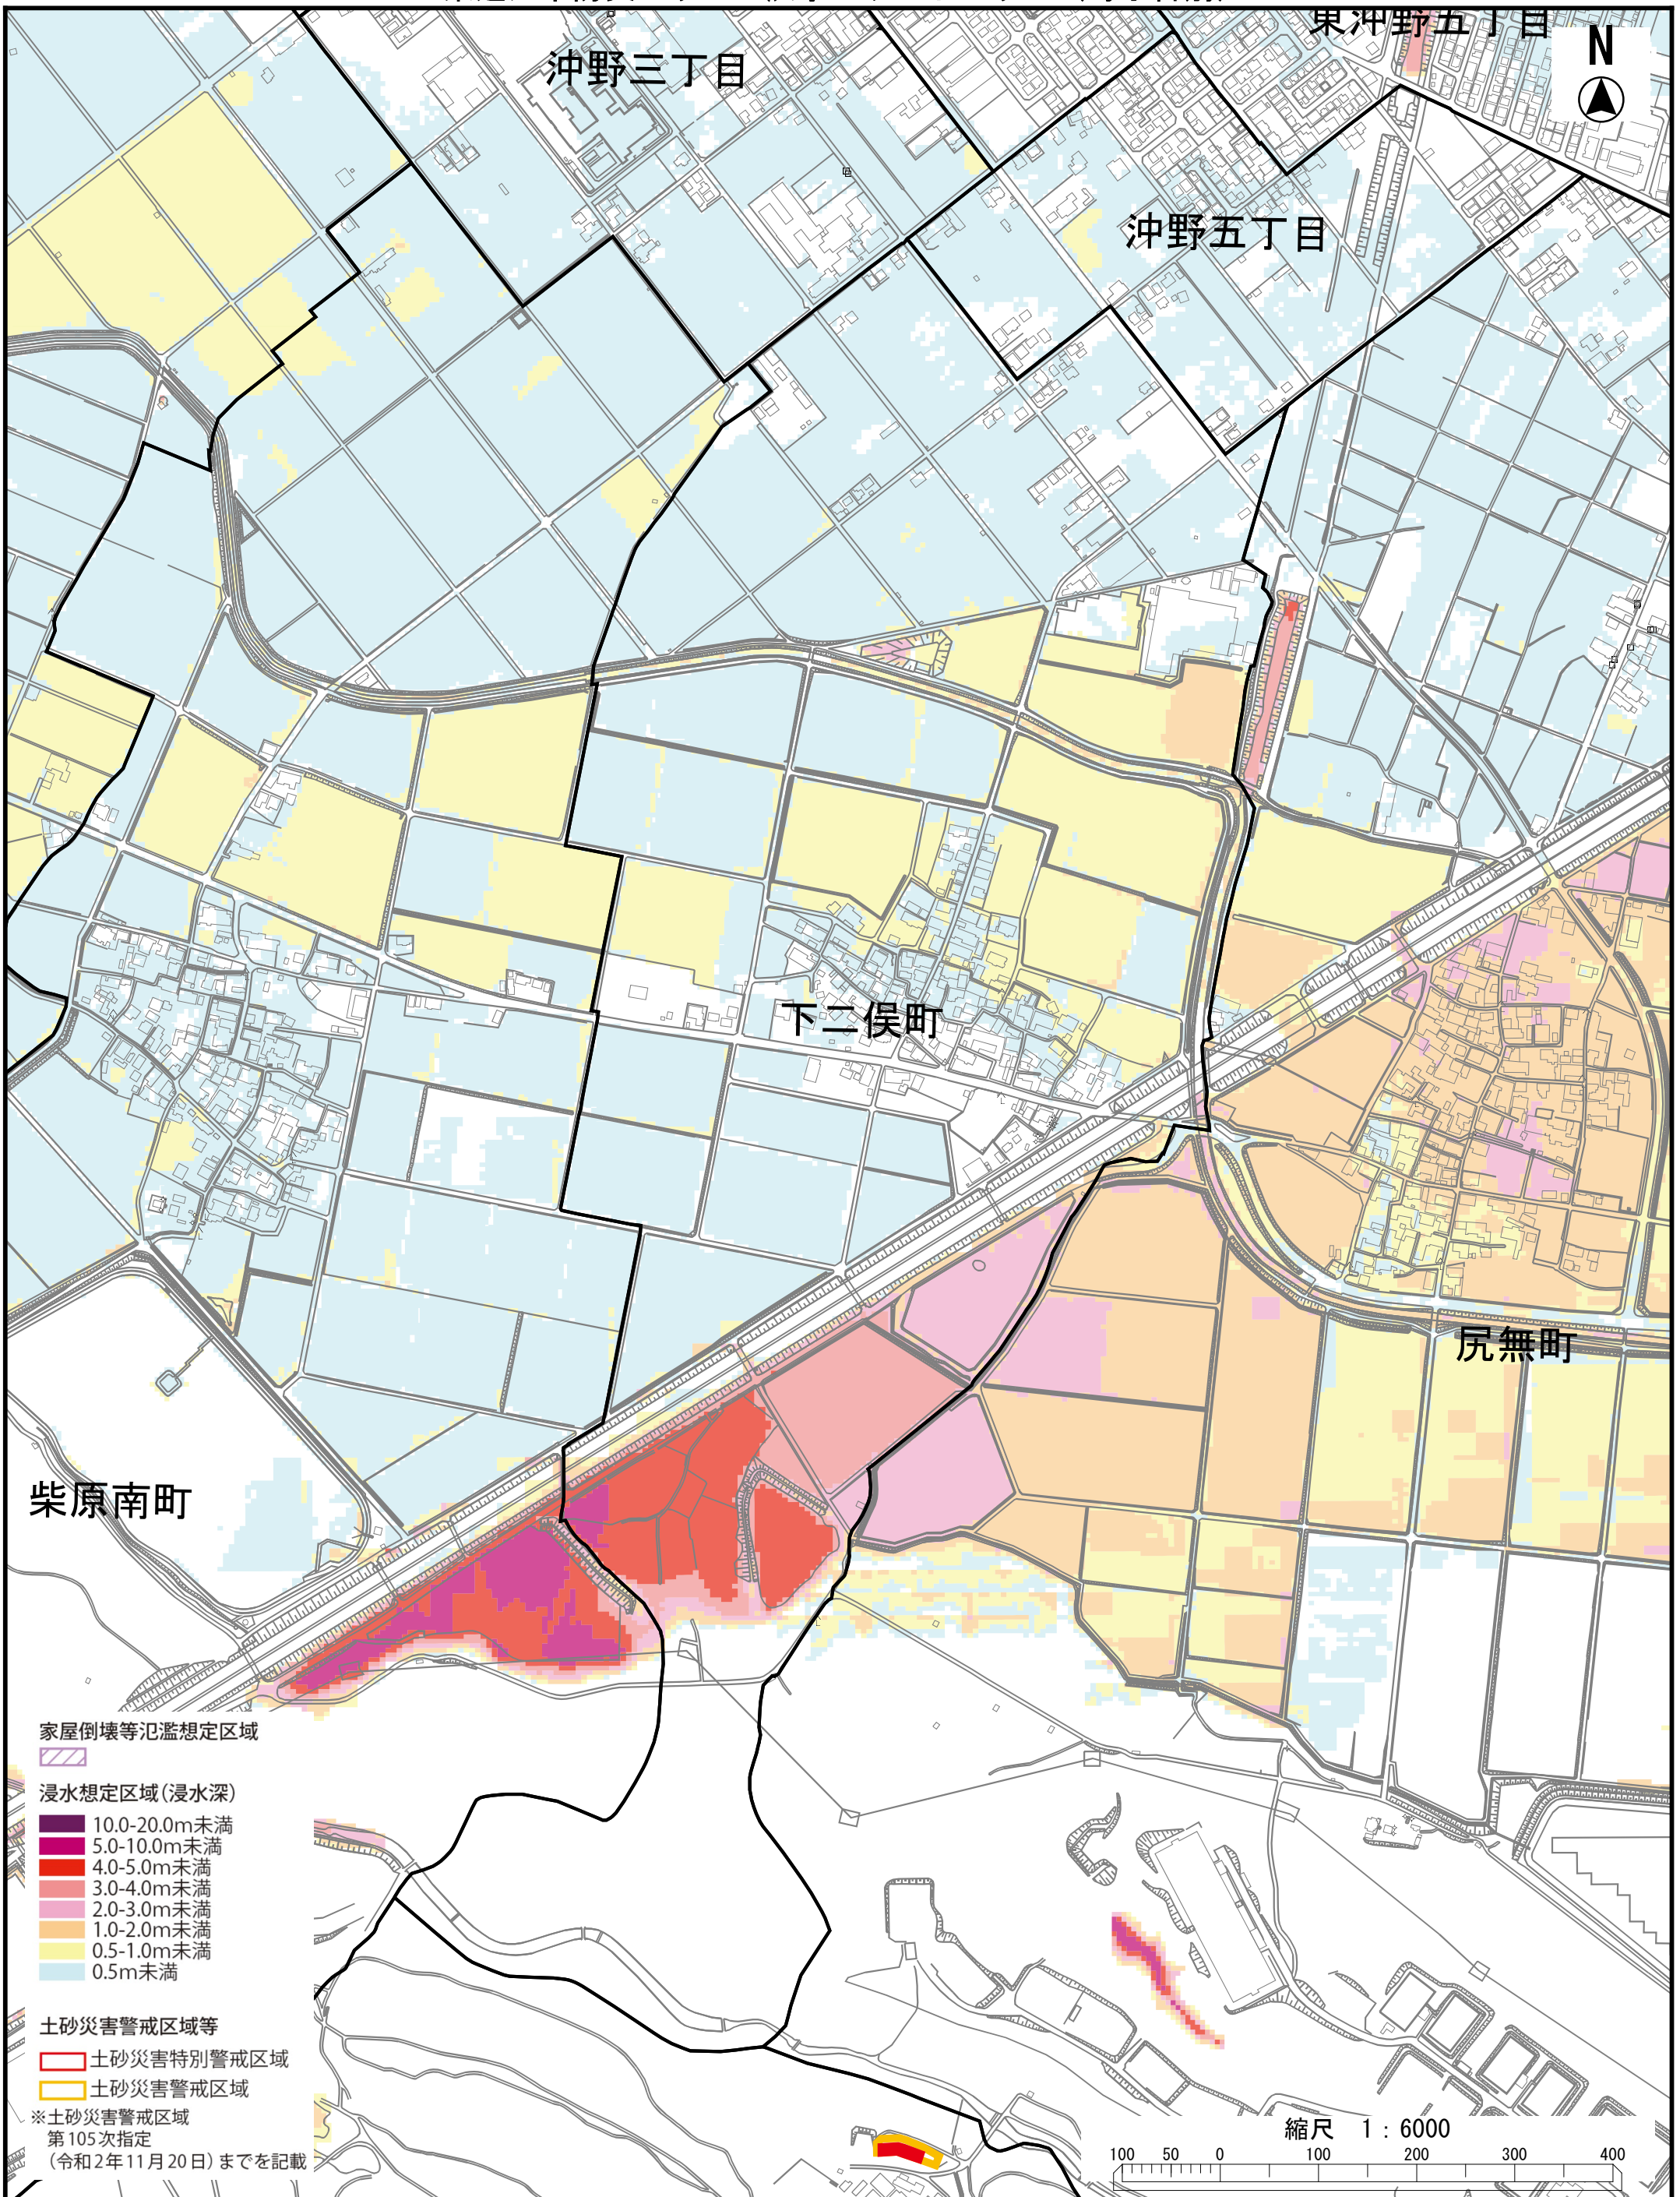 東沖野五丁目
N
沖野三丁目
沖野五丁目
下二俣町
尻無町
柴原南町
家屋倒壊等氾濫想定区域
浸水想定区域(浸水深)
10.0-20.0m未満
5.0-10.0m未満
4.0-5.0m未満
3.0-4.0m未満
2.0-3.0m未満
1.0-2.0m未満
0.5-1.0m未満
0.5m未満
土砂災害警戒区域等
土砂災害特別警戒区域
土砂災害警戒区域
※土砂災害警戒区域
第105次指定
(令和2年11月20日)までを記載
縮尺 1:6000
100 50 0 100 200 300 400